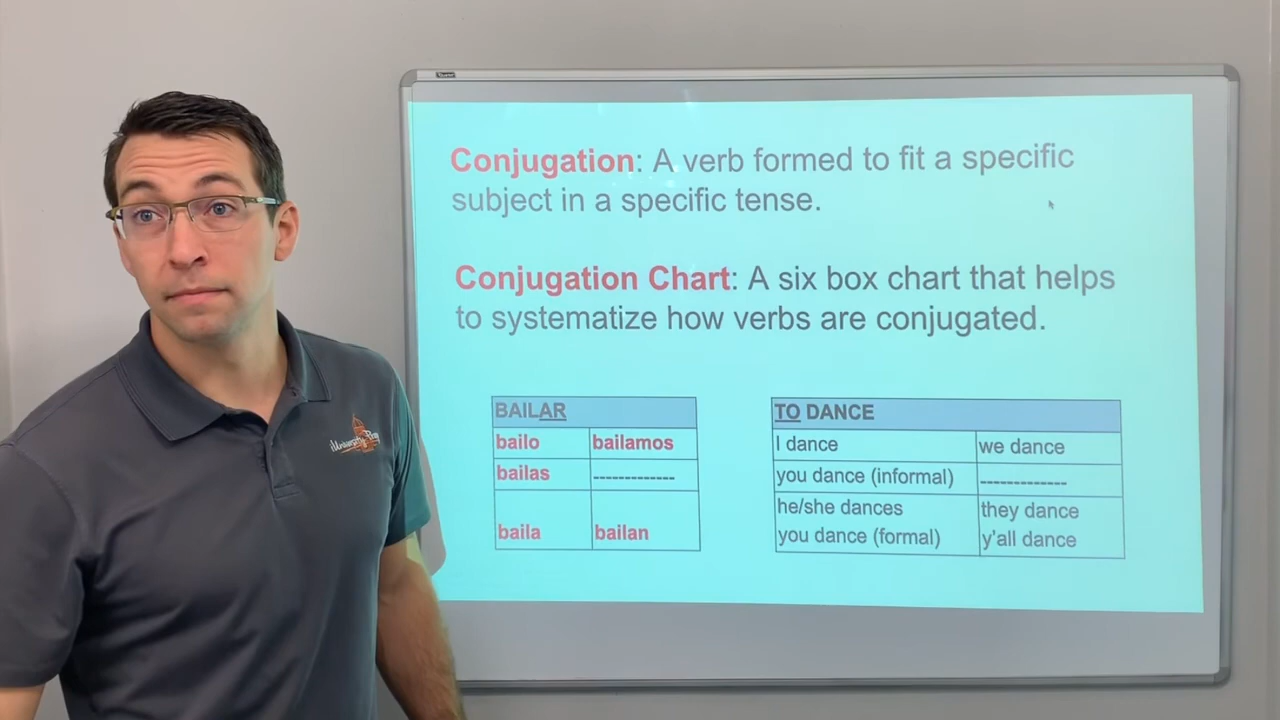 Conjugation: A verb formed to fit a specific
subject in a specific tense.
Conjugation Chart: A six box chart that helps
to systematize how verbs are conjugated.
BAILAR
bailo bailamos
bailas -------------
baila bailan
TO DANCE
I dance we dance
you dance (informal) -------------
he/she dances they dance
you dance (formal) y'all dance